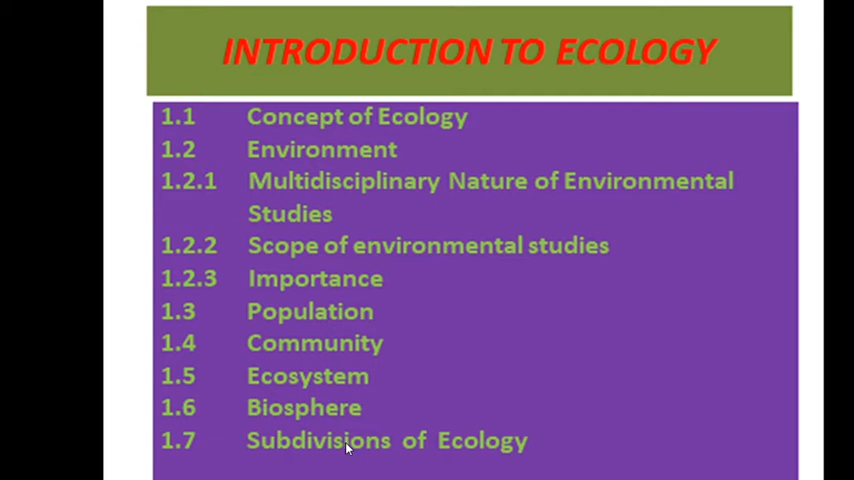 INTRODUCTION TO ECOLOGY
1.1 Concept of Ecology
1.2 Environment
1.2.1 Multidisciplinary Nature of Environmental
Studies
1.2.2 Scope of environmental studies
1.2.3 Importance
1.3 Population
1.4 Community
1.5 Ecosystem
1.6 Biosphere
1.7 Subdivisions of Ecology